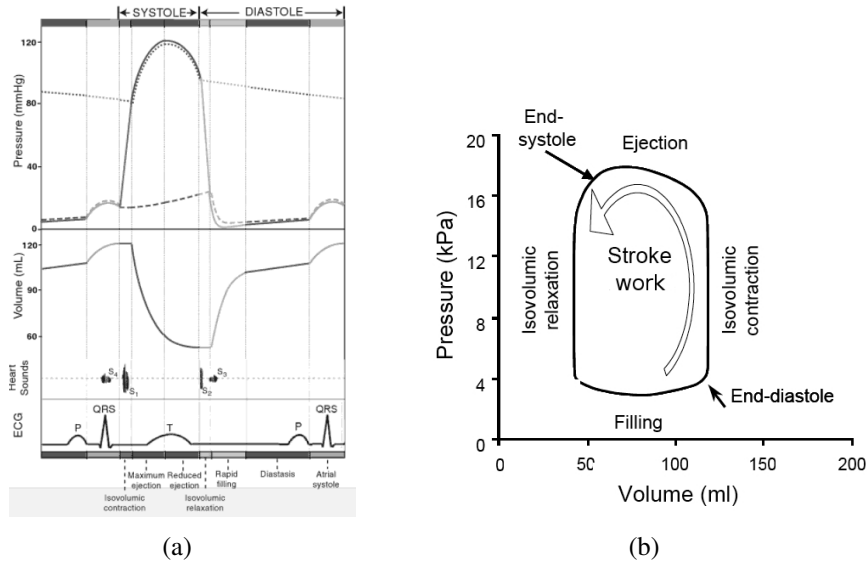 SYSTOLE DIASTOLE
120
80
40
0
Pressure (mmHg)
120
90
60
Volume (mL)
Heart
Sounds
S4
S1
S2
S3
ECG
P
QRS
T
P
QRS
Maximum
ejection
Reduced
ejection
Rapid
filling
Diastasis
Atrial
systole
Isovolumic
contraction
Isovolumic
relaxation
(a)
End-
systole
Ejection
20
16
12
8
4
0
Pressure (kPa)
Isovolumic
relaxation
Stroke
work
Isovolumic
contraction
End-diastole
Filling
0 50 100 150 200
Volume (ml)
(b)